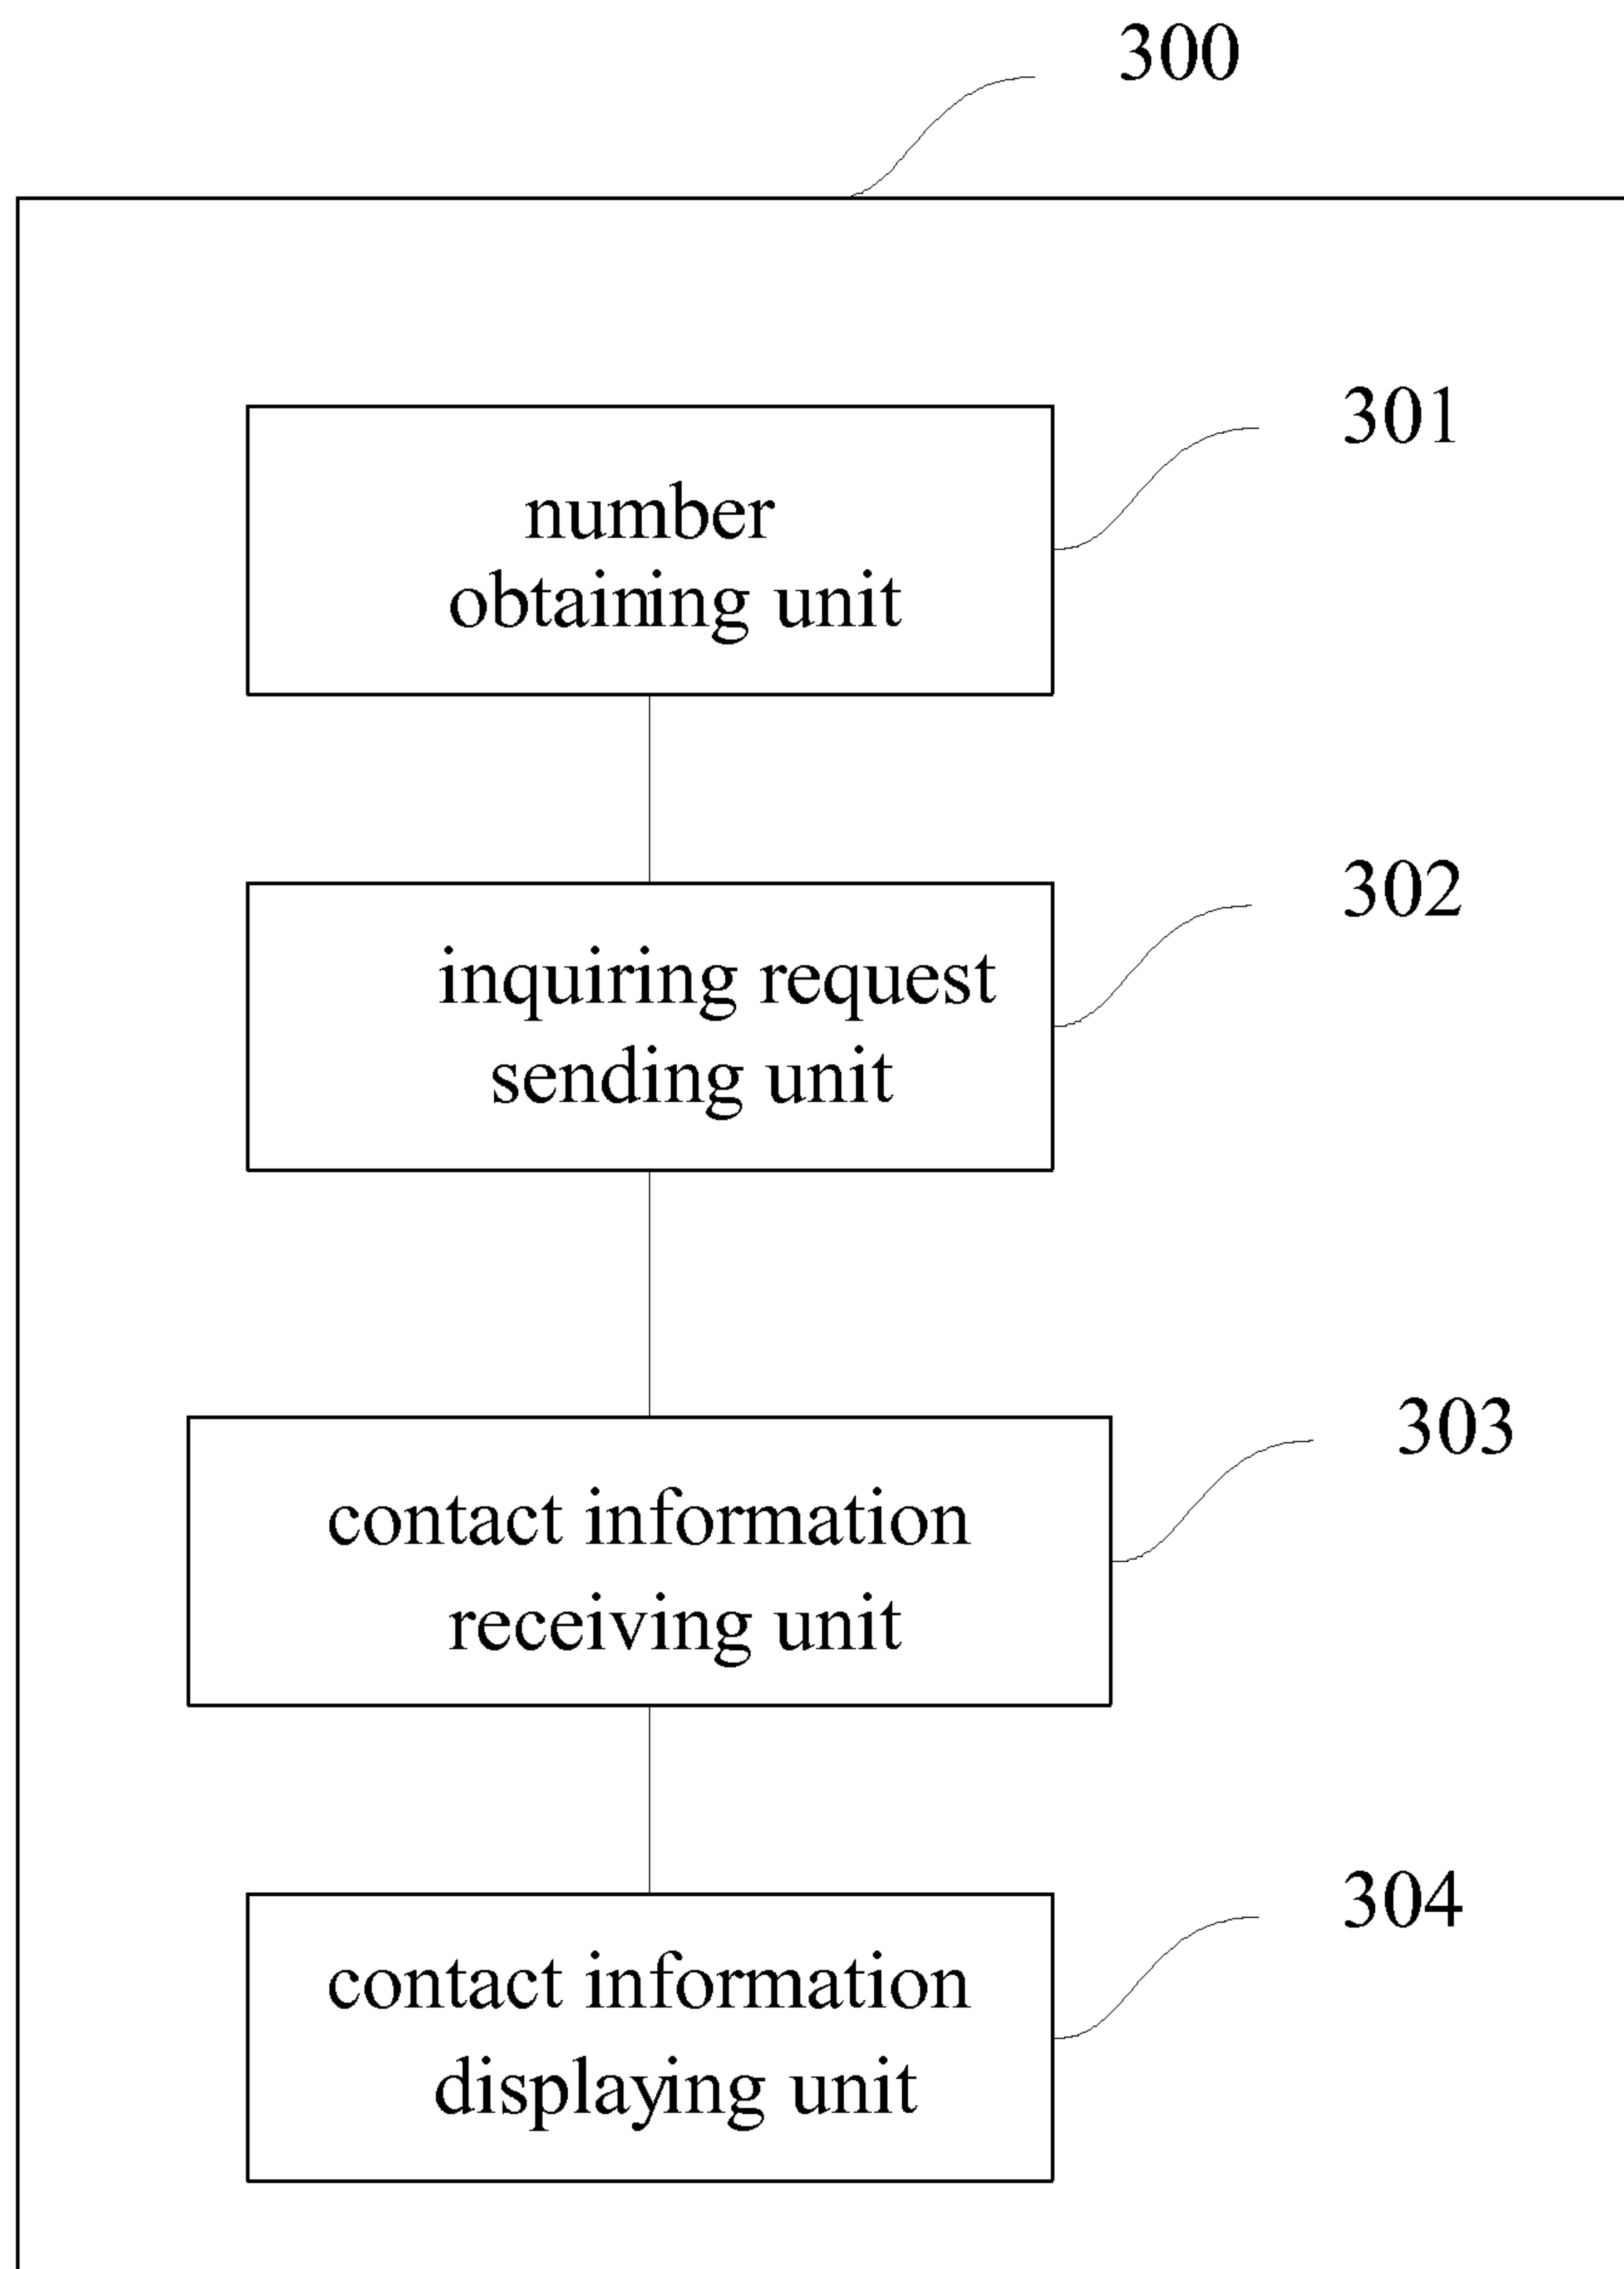 300
301
number
obtaining unit
302
inquiring request
sending unit
303
contact information
receiving unit
304
contact information
displaying unit